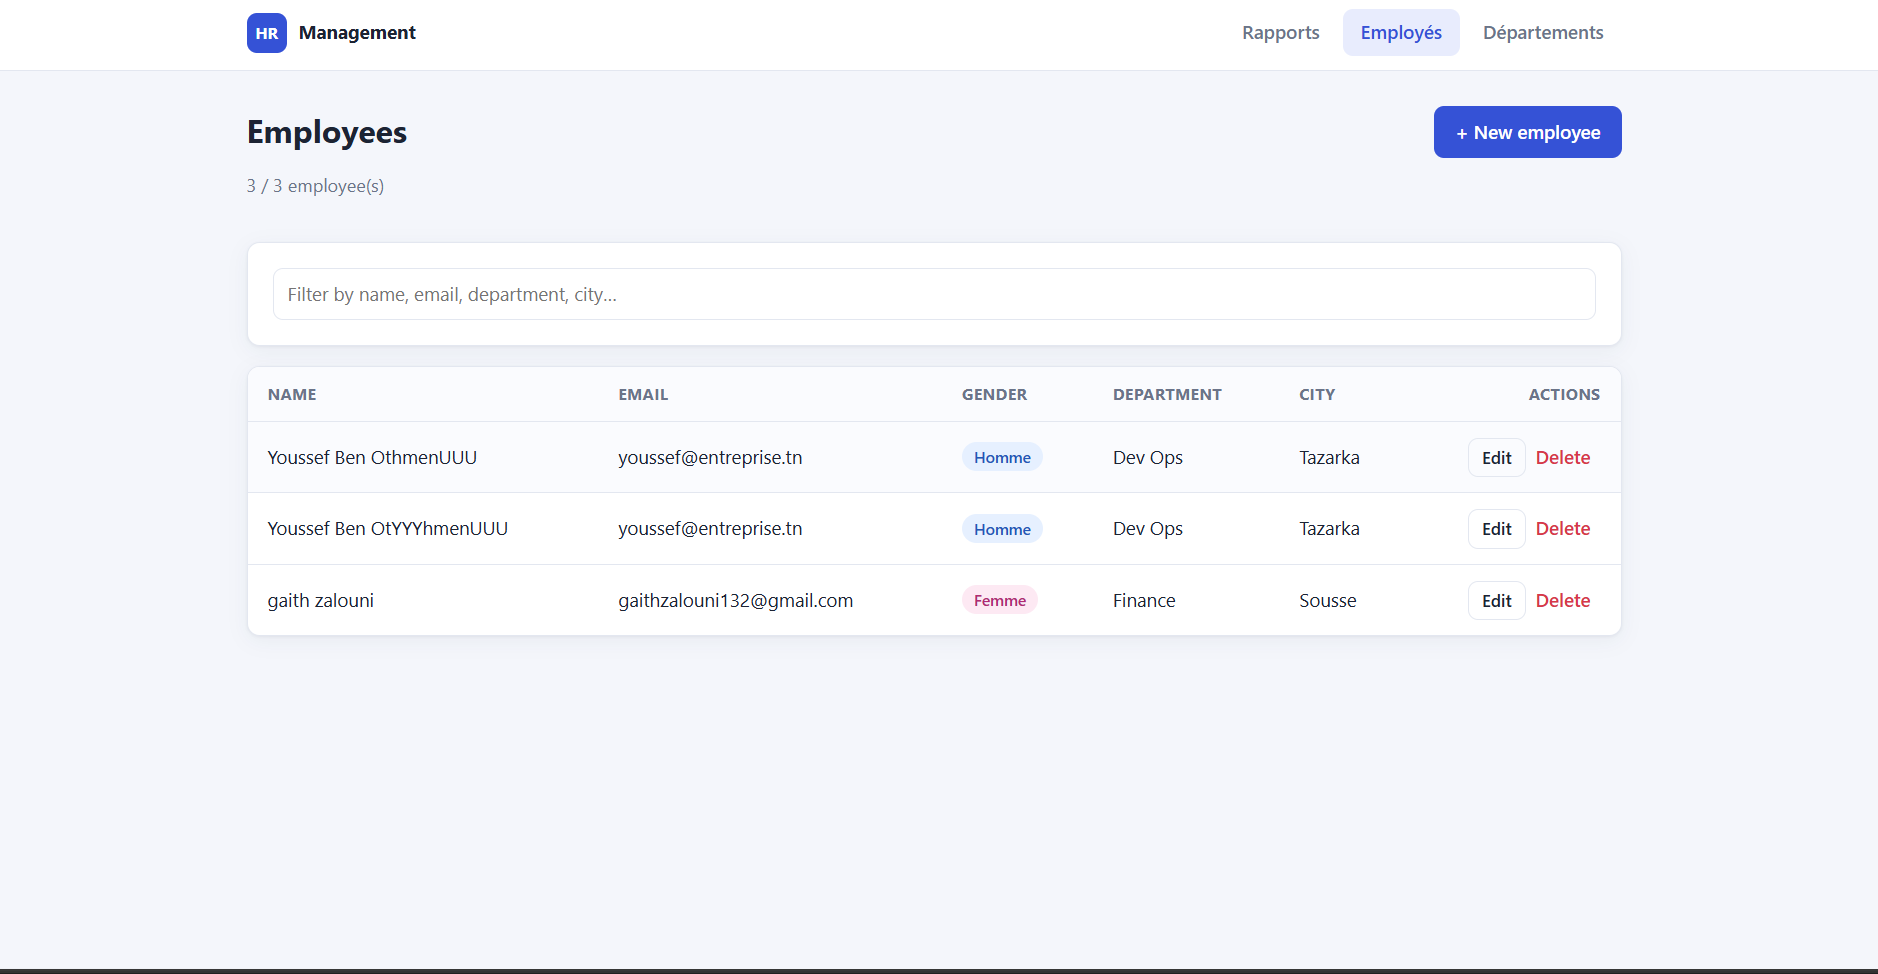 HR Management Rapports Employés Départements
Employees + New employee
3 / 3 employee(s)
Filter by name, email, department, city...
NAME EMAIL GENDER DEPARTMENT CITY ACTIONS
Youssef Ben OthmenUUU youssef@entreprise.tn Homme Dev Ops Tazarka Edit Delete
Youssef Ben OtYYYhmenUUU youssef@entreprise.tn Homme Dev Ops Tazarka Edit Delete
gaith zalouni gaithzalouni132@gmail.com Femme Finance Sousse Edit Delete